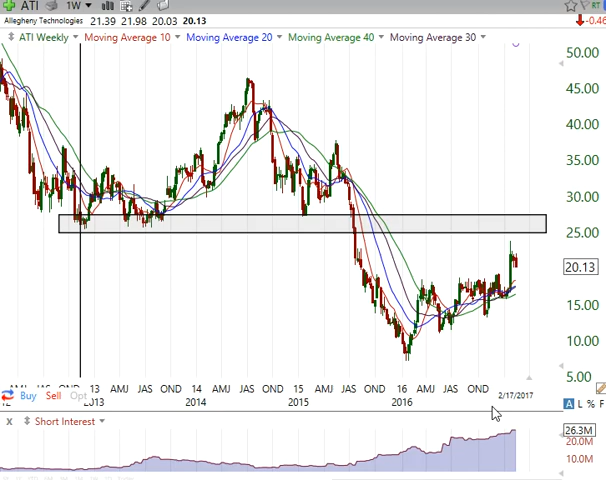 ATI 1W RT
Allegheny Technologies 21.39 21.98 20.03 20.13 -0.46
ATI Weekly Moving Average 10 Moving Average 20 Moving Average 40 Moving Average 30
50.00
45.00
40.00
35.00
30.00
25.00
20.13
15.00
10.00
5.00
13 AMJ JAS OND 14 AMJ JAS OND 15 AMJ JAS OND 16 AMJ JAS OND
Buy Sell Opt 2013 2014 2015 2016 2/17/2017 A L % F
X Short Interest
26.3M
20.0M
10.0M